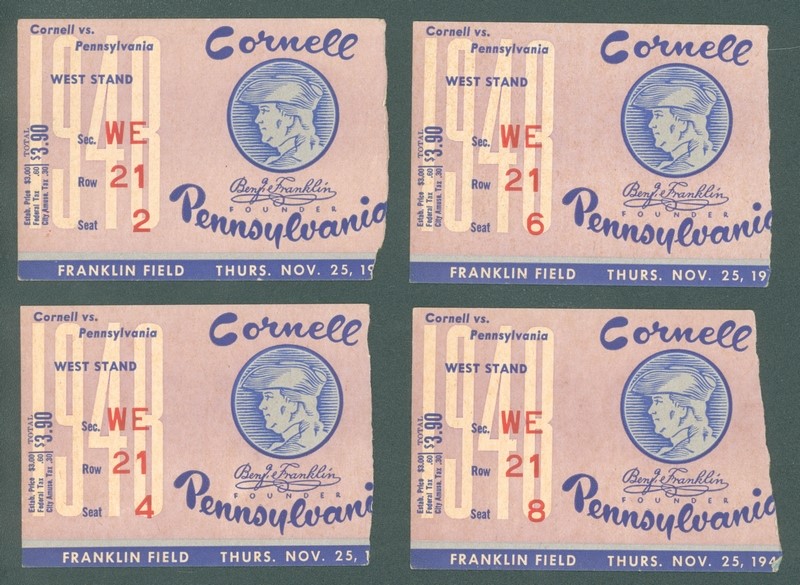 Cornell vs.
Pennsylvania
1948
WEST STAND
Estab. Price $3.00
Federal Tax .60
City Amuse. Tax .30
TOTAL
$3.90
Sec. WE
Row 21
Seat 2
Cornell
Benj. Franklin
FOUNDER
Pennsylvania
FRANKLIN FIELD THURS. NOV. 25, 19
Cornell vs.
Pennsylvania
1948
WEST STAND
Estab. Price $3.00
Federal Tax .60
City Amuse. Tax .30
TOTAL
$3.90
Sec. WE
Row 21
Seat 6
Cornell
Benj. Franklin
FOUNDER
Pennsylvania
FRANKLIN FIELD THURS. NOV. 25, 19
Cornell vs.
Pennsylvania
1948
WEST STAND
Estab. Price $3.00
Federal Tax .60
City Amuse. Tax .30
TOTAL
$3.90
Sec. WE
Row 21
Seat 4
Cornell
Benj. Franklin
FOUNDER
Pennsylvani
FRANKLIN FIELD THURS. NOV. 25, 1
Cornell vs.
Pennsylvania
1948
WEST STAND
Estab. Price $3.00
Federal Tax .60
City Amuse. Tax .30
TOTAL
$3.90
Sec. WE
Row 21
Seat 8
Cornell
Benj. Franklin
FOUNDER
Pennsylvania
FRANKLIN FIELD THURS. NOV. 25, 194